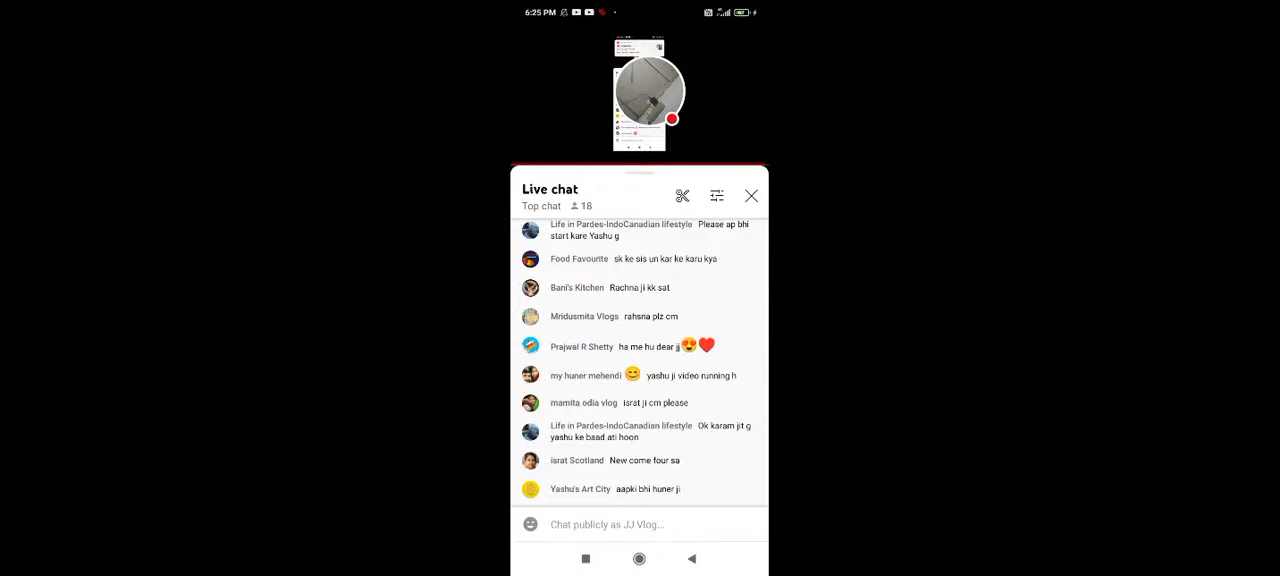 6:25 PM
Live chat
Top chat 18
Life in Pardes-IndoCanadian lifestyle Please ap bhi
start kare Yashu g
Food Favourite sk ke sis un kar ke karu kya
Bani's Kitchen Rachna ji kk sat
Mridusmita Vlogs rahsna plz cm
Prajwal R Shetty ha me hu dear ji😍❤️
my huner mehendi 😊 yashu ji video running h
mamita odia vlog israt ji cm please
Life in Pardes-IndoCanadian lifestyle Ok karam jit g
yashu ke baad ati hoon
israt Scotland New come four sa
Yashu's Art City aapki bhi huner ji
Chat publicly as JJ Vlog...